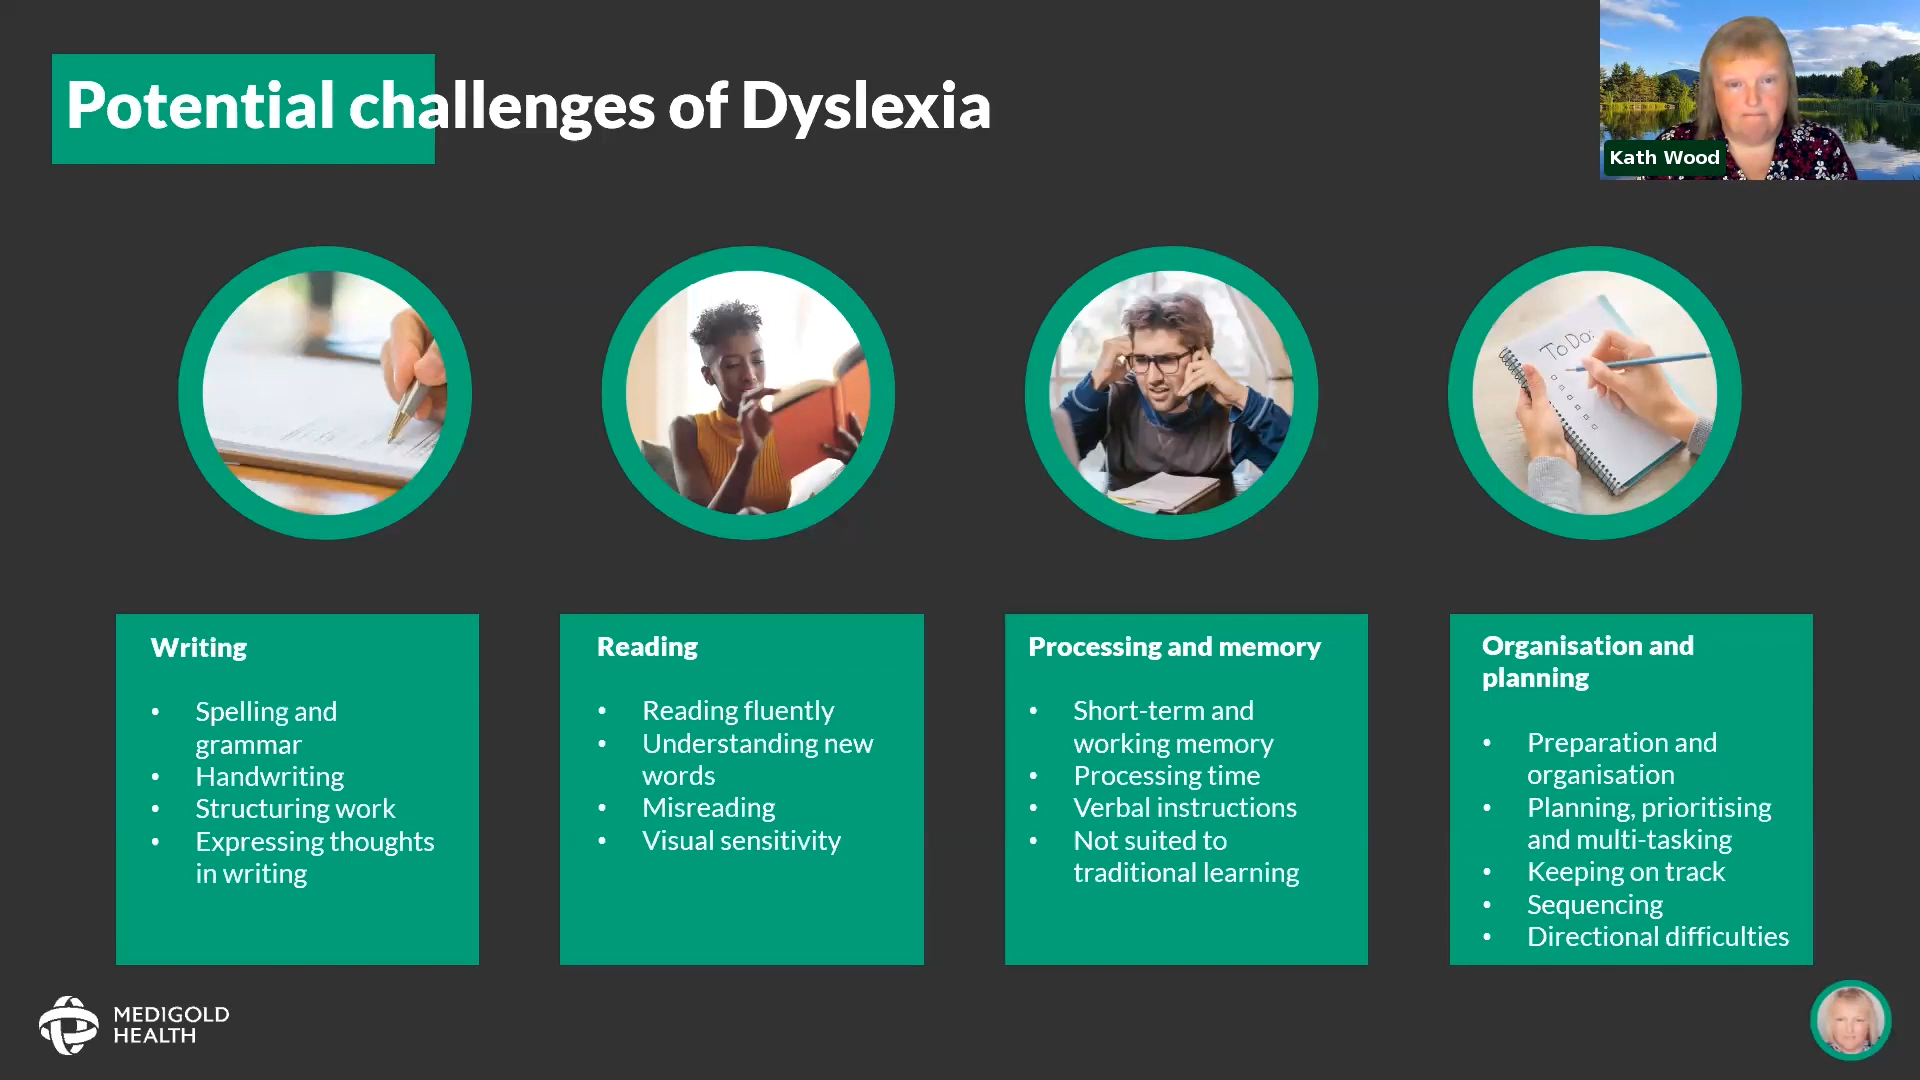 Potential challenges of Dyslexia
Kath Wood
To Do:
Writing
• Spelling and
grammar
• Handwriting
• Structuring work
• Expressing thoughts
in writing
Reading
• Reading fluently
• Understanding new
words
• Misreading
• Visual sensitivity
Processing and memory
• Short-term and
working memory
• Processing time
• Verbal instructions
• Not suited to
traditional learning
Organisation and
planning
• Preparation and
organisation
• Planning, prioritising
and multi-tasking
• Keeping on track
• Sequencing
• Directional difficulties
MEDIGOLD
HEALTH